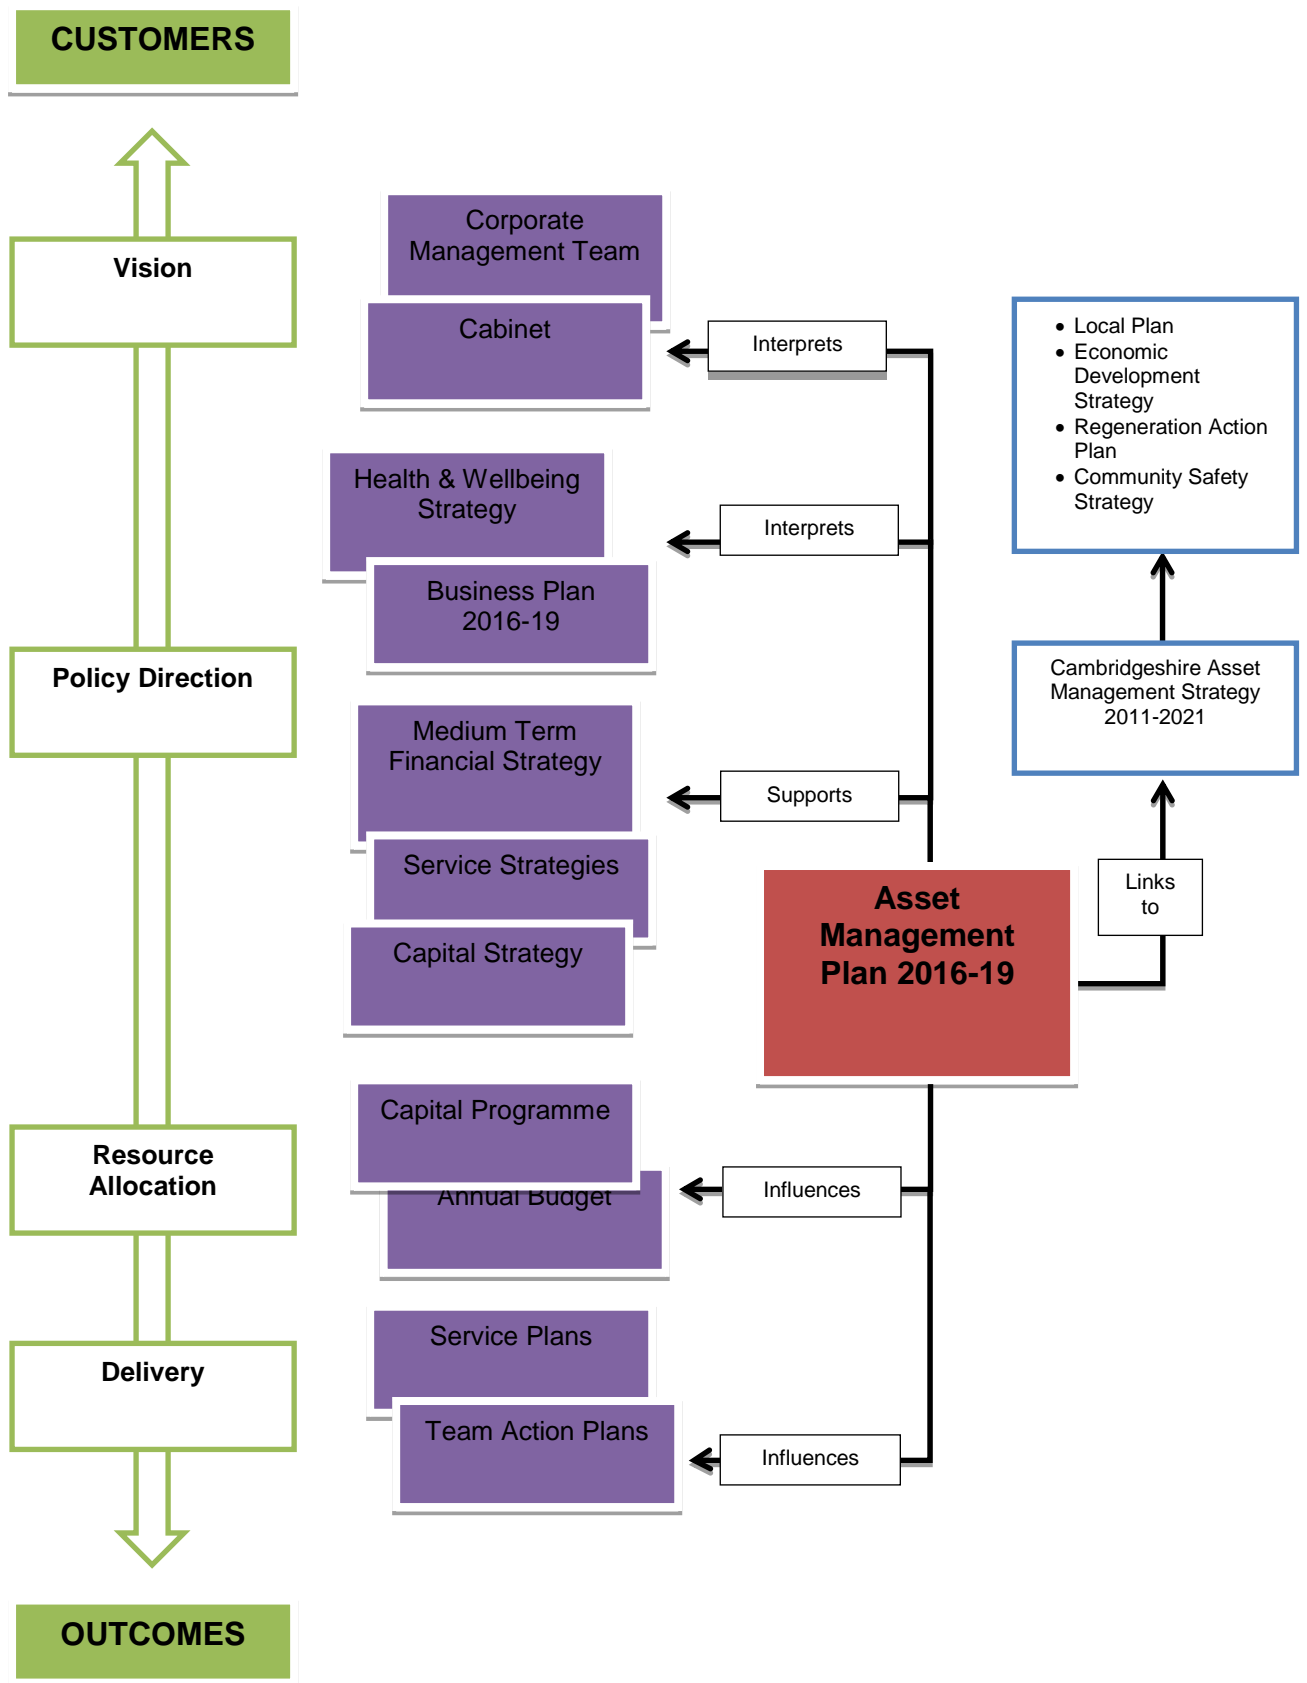 CUSTOMERS
Vision
Policy Direction
Resource
Allocation
Delivery
OUTCOMES
Corporate
Management Team
Cabinet
Health & Wellbeing
Strategy
Business Plan
2016-19
Medium Term
Financial Strategy
Service Strategies
Capital Strategy
Capital Programme
Annual Budget
Service Plans
Team Action Plans
Interprets
Interprets
Supports
Influences
Influences
Asset
Management
Plan 2016-19
Links
to
• Local Plan
• Economic
Development
Strategy
• Regeneration Action
Plan
• Community Safety
Strategy
Cambridgeshire Asset
Management Strategy
2011-2021